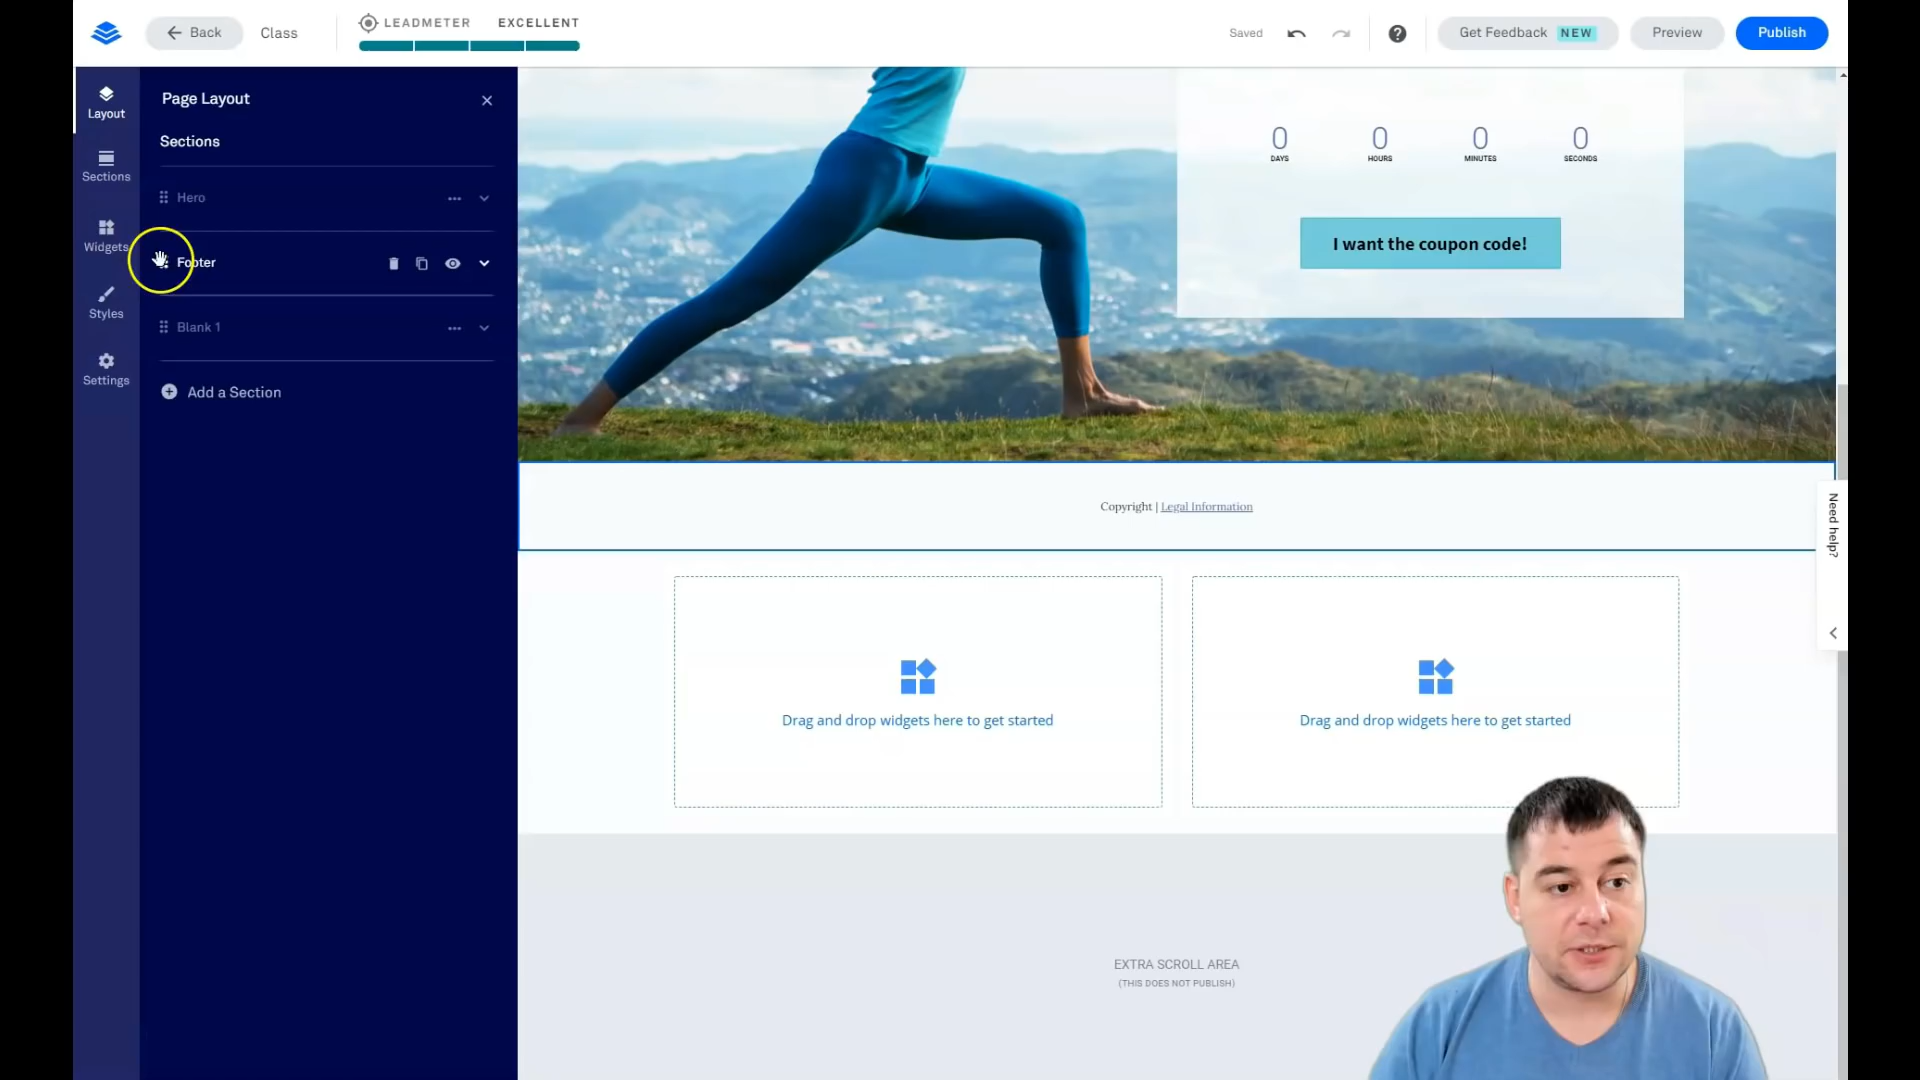 Back
Class
LEADMETER
EXCELLENT
Saved
Get Feedback NEW
Preview
Publish
Layout
Sections
Widgets
Styles
Settings
Page Layout
Sections
Hero
Footer
Blank 1
Add a Section
0 0 0 0
DAYS HOURS MINUTES SECONDS
I want the coupon code!
Copyright | Legal Information
Need help?
Drag and drop widgets here to get started
Drag and drop widgets here to get started
EXTRA SCROLL AREA
(THIS DOES NOT PUBLISH)